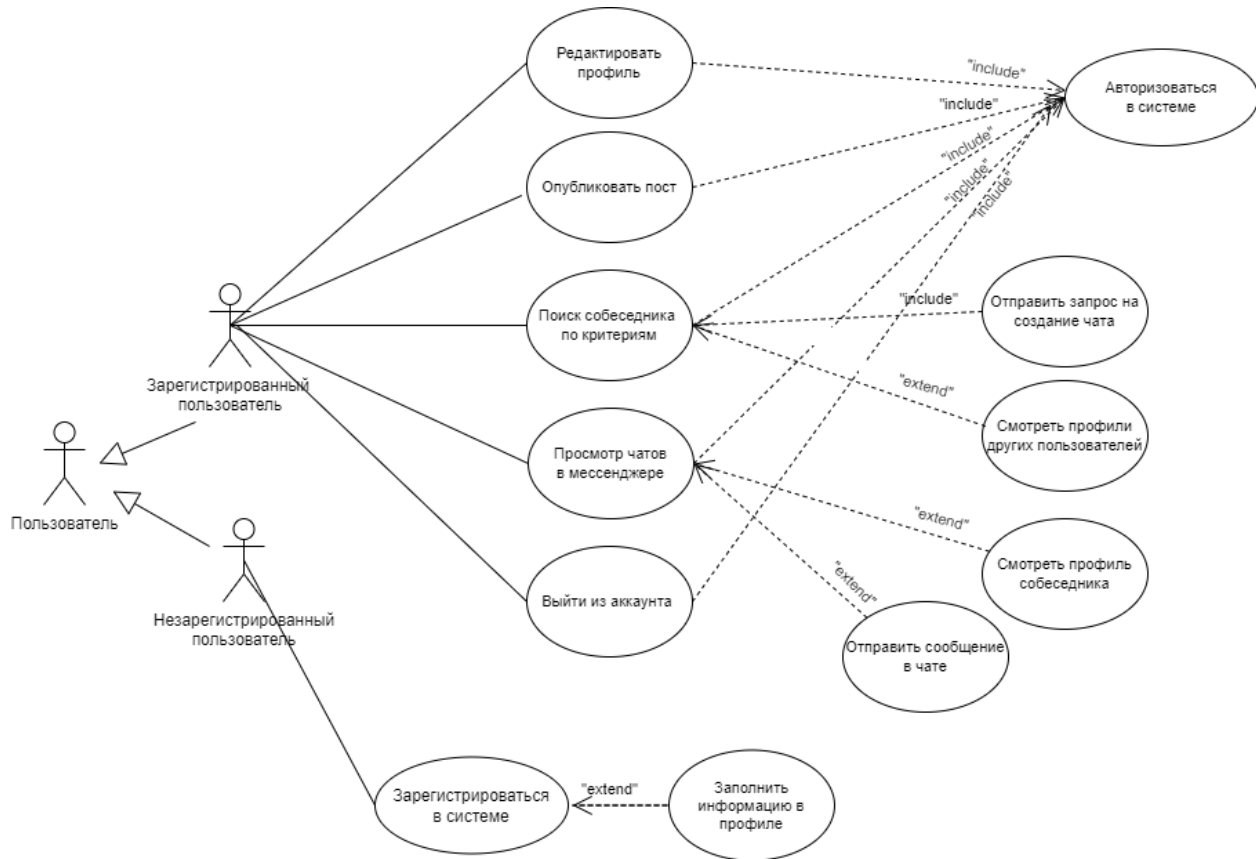 Редактировать
профиль
"include"
Авторизоваться
в системе
"include"
Опубликовать пост
"include"
"include"
"include"
Поиск собеседника
по критериям
"include"
Отправить запрос на
создание чата
Зарегистрированный
пользователь
"extend"
Смотреть профили
других пользователей
Просмотр чатов
в мессенджере
Пользователь
"extend"
Смотреть профиль
собеседника
"extend"
Незарегистрированный
пользователь
Выйти из аккаунта
Отправить сообщение
в чате
Зарегистрироваться
в системе
"extend"
Заполнить
информацию в
профиле